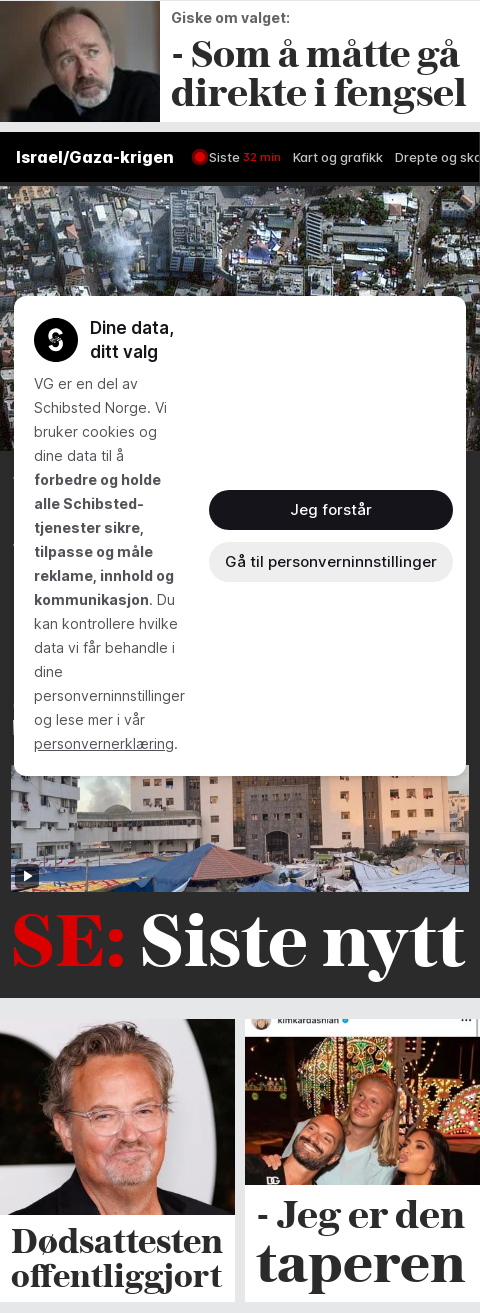 Giske om valget:
- Som å måtte gå
direkte i fengsel
Israel/Gaza-krigen
Siste 32 min
Kart og grafikk
Drepte og ska
Dine data,
ditt valg
VG er en del av
Schibsted Norge. Vi
bruker cookies og
dine data til å
forbedre og holde
alle Schibsted-
tjenester sikre,
tilpasse og måle
reklame, innhold og
kommunikasjon. Du
kan kontrollere hvilke
data vi får behandle i
dine
personverninnstillinger
og lese mer i vår
personvernerklæring.
Jeg forstår
Gå til personverninnstillinger
SE: Siste nytt
Dødsattesten
offentliggjort
kimkardashian
- Jeg er den
taperen